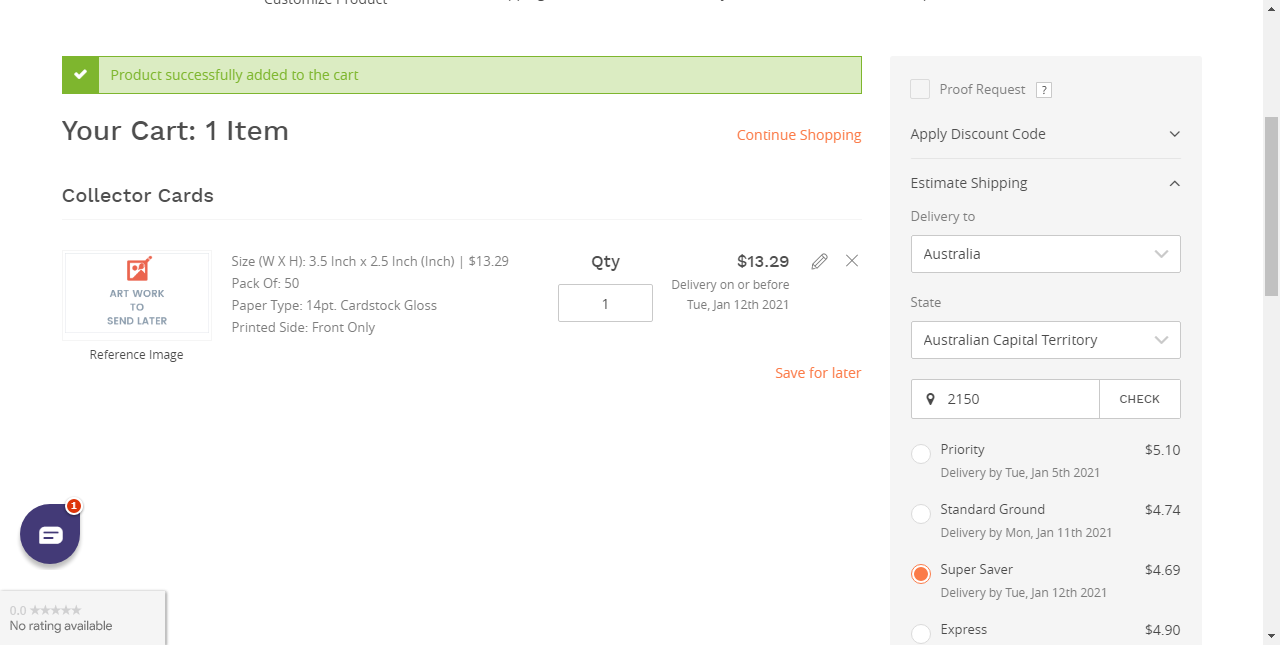 Customize Product
Product successfully added to the cart
Your Cart: 1 Item
Continue Shopping
Collector Cards
ART WORK
TO
SEND LATER
Reference Image
Size (W X H): 3.5 Inch x 2.5 Inch (Inch) | $13.29
Pack Of: 50
Paper Type: 14pt. Cardstock Gloss
Printed Side: Front Only
Qty
1
$13.29
Delivery on or before
Tue, Jan 12th 2021
Save for later
Proof Request ?
Apply Discount Code
Estimate Shipping
Delivery to
Australia
State
Australian Capital Territory
2150 CHECK
Priority $5.10
Delivery by Tue, Jan 5th 2021
Standard Ground $4.74
Delivery by Mon, Jan 11th 2021
Super Saver $4.69
Delivery by Tue, Jan 12th 2021
Express $4.90
1
0.0 ★★★★★
No rating available